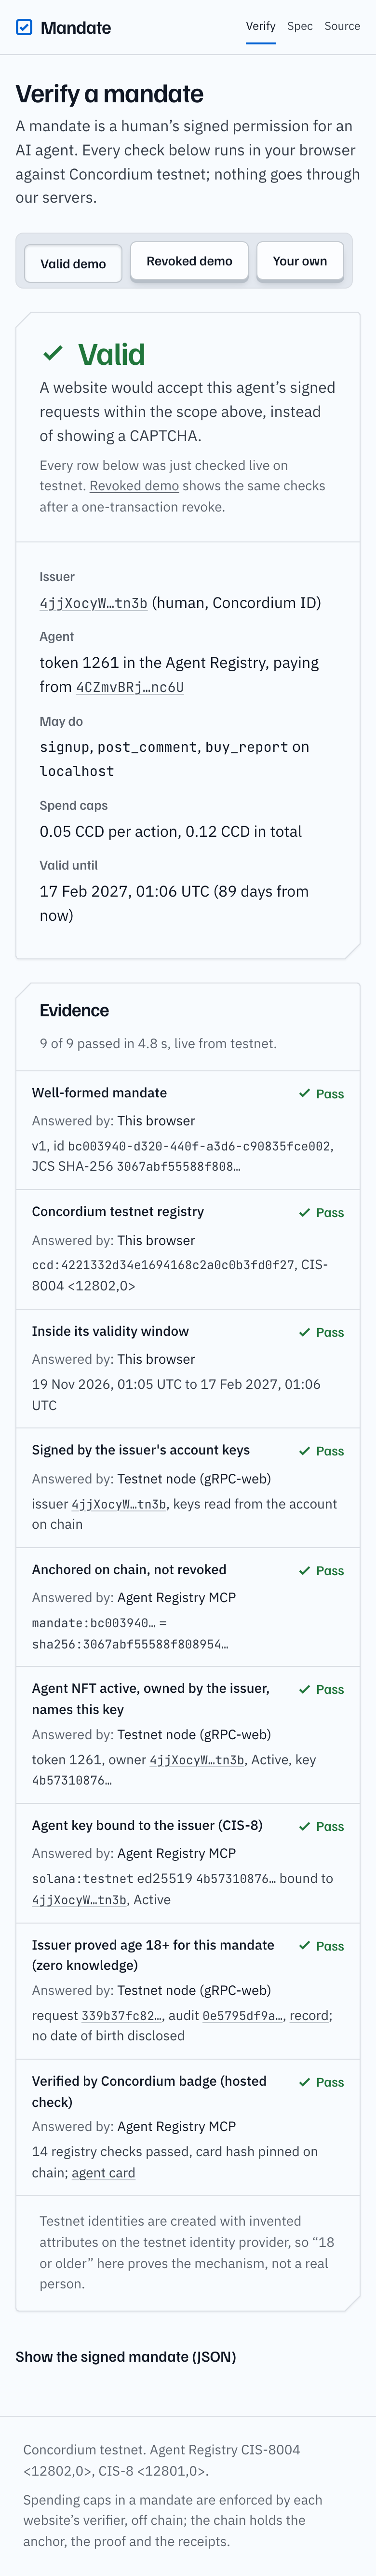 Mandate
Verify Spec Source
Verify a mandate
A mandate is a human’s signed permission for an
AI agent. Every check below runs in your browser
against Concordium testnet; nothing goes through
our servers.
Valid demo
Revoked demo
Your own
Valid
A website would accept this agent’s signed
requests within the scope above, instead
of showing a CAPTCHA.
Every row below was just checked live on
testnet. Revoked demo shows the same checks
after a one-transaction revoke.
Issuer
4jjXocyW…tn3b (human, Concordium ID)
Agent
token 1261 in the Agent Registry, paying
from 4CZmvBRj…nc6U
May do
signup, post_comment, buy_report on
localhost
Spend caps
0.05 CCD per action, 0.12 CCD in total
Valid until
17 Feb 2027, 01:06 UTC (89 days from
now)
Evidence
9 of 9 passed in 4.8 s, live from testnet.
Well-formed mandate
Pass
Answered by: This browser
v1, id bc003940-d320-440f-a3d6-c90835fce002,
JCS SHA-256 3067abf55588f808…
Concordium testnet registry
Pass
Answered by: This browser
ccd:4221332d34e1694168c2a0c0b3fd0f27, CIS-
8004 <12802,0>
Inside its validity window
Pass
Answered by: This browser
19 Nov 2026, 01:05 UTC to 17 Feb 2027, 01:06
UTC
Signed by the issuer's account keys
Pass
Answered by: Testnet node (gRPC-web)
issuer 4jjXocyW…tn3b, keys read from the account
on chain
Anchored on chain, not revoked
Pass
Answered by: Agent Registry MCP
mandate:bc003940… =
sha256:3067abf55588f808954…
Agent NFT active, owned by the issuer,
names this key
Pass
Answered by: Testnet node (gRPC-web)
token 1261, owner 4jjXocyW…tn3b, Active, key
4b57310876…
Agent key bound to the issuer (CIS-8)
Pass
Answered by: Agent Registry MCP
solana:testnet ed25519 4b57310876… bound to
4jjXocyW…tn3b, Active
Issuer proved age 18+ for this mandate
(zero knowledge)
Pass
Answered by: Testnet node (gRPC-web)
request 339b37fc82…, audit 0e5795df9a…, record;
no date of birth disclosed
Verified by Concordium badge (hosted
check)
Pass
Answered by: Agent Registry MCP
14 registry checks passed, card hash pinned on
chain; agent card
Testnet identities are created with invented
attributes on the testnet identity provider, so “18
or older” here proves the mechanism, not a real
person.
Show the signed mandate (JSON)
Concordium testnet. Agent Registry CIS-8004
<12802,0>, CIS-8 <12801,0>.
Spending caps in a mandate are enforced by each
website’s verifier, off chain; the chain holds the
anchor, the proof and the receipts.